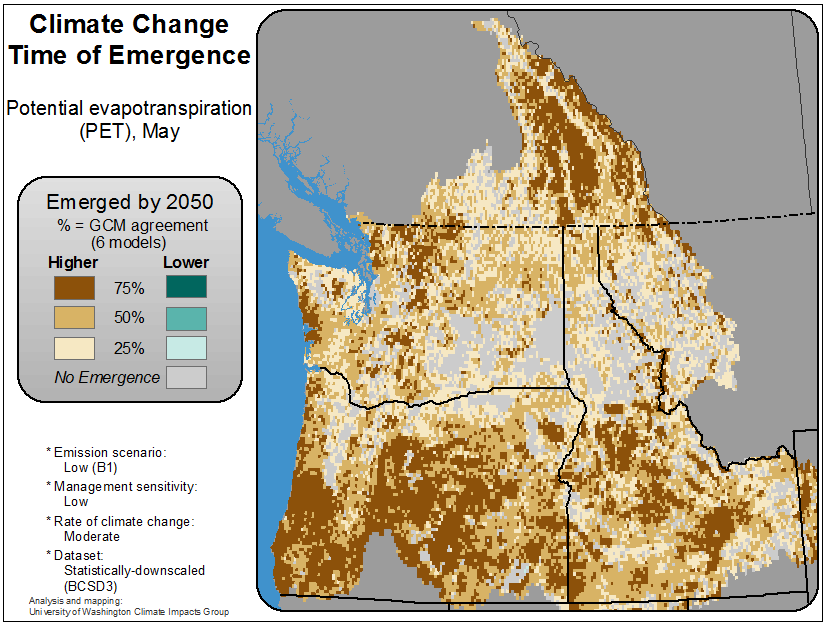 Climate Change
Time of Emergence
Potential evapotranspiration
(PET), May
Emerged by 2050
% = GCM agreement
(6 models)
Higher Lower
75%
50%
25%
No Emergence
* Emission scenario:
Low (B1)
* Management sensitivity:
Low
* Rate of climate change:
Moderate
* Dataset:
Statistically-downscaled
(BCSD3)
Analysis and mapping:
University of Washington Climate Impacts Group